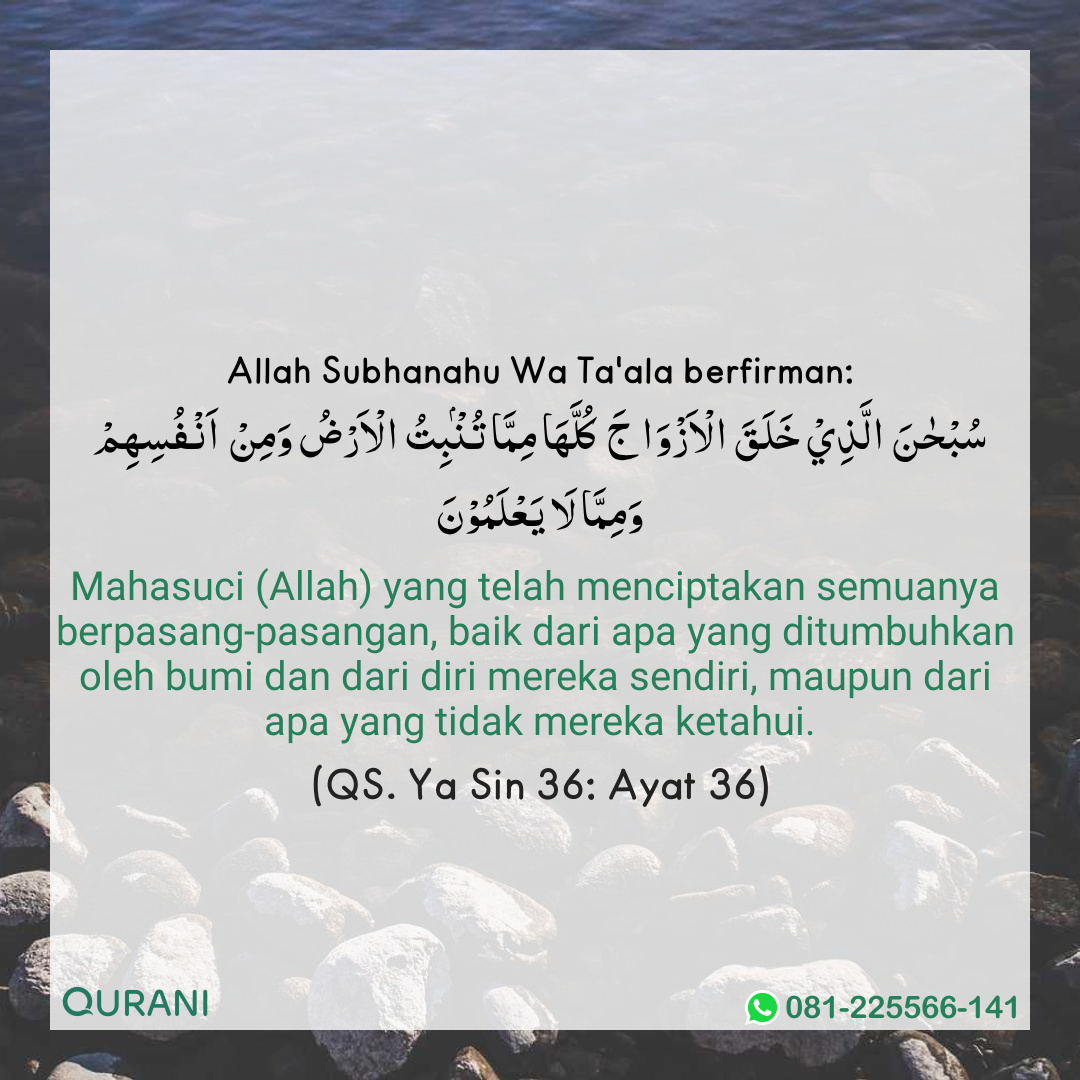 Allah Subhanahu Wa Ta'ala berfirman:
سُبْحٰنَ الَّذِيْ خَلَقَ الْاَزْوَا جَ كُلَّهَا مِمَّا تُنْۢبِتُ الْاَرْضُ وَمِنْ اَنْفُسِهِمْ
وَمِمَّا لَا يَعْلَمُوْنَ
Mahasuci (Allah) yang telah menciptakan semuanya
berpasang-pasangan, baik dari apa yang ditumbuhkan
oleh bumi dan dari diri mereka sendiri, maupun dari
apa yang tidak mereka ketahui.
(QS. Ya Sin 36: Ayat 36)
QURANI
081-225566-141